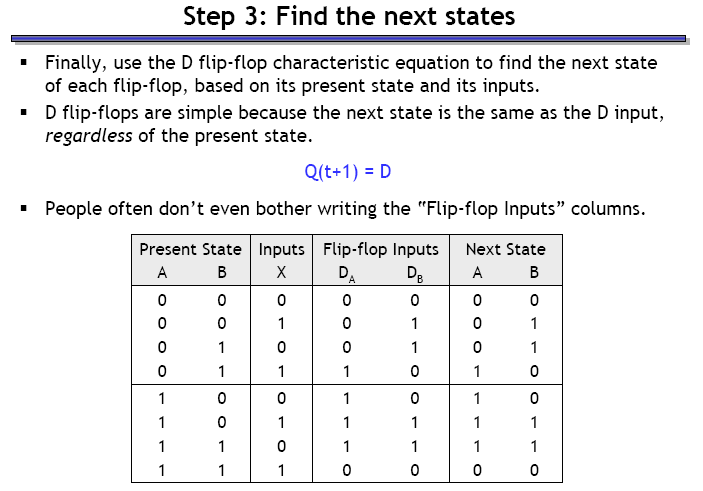 Step 3: Find the next states
▪ Finally, use the D flip-flop characteristic equation to find the next state
of each flip-flop, based on its present state and its inputs.
▪ D flip-flops are simple because the next state is the same as the D input,
regardless of the present state.
Q(t+1) = D
▪ People often don’t even bother writing the “Flip-flop Inputs” columns.
Present State Inputs Flip-flop Inputs Next State
A B X DA DB A B
0 0 0 0 0 0 0
0 0 1 0 1 0 1
0 1 0 0 1 0 1
0 1 1 1 0 1 0
1 0 0 1 0 1 0
1 0 1 1 1 1 1
1 1 0 1 1 1 1
1 1 1 0 0 0 0